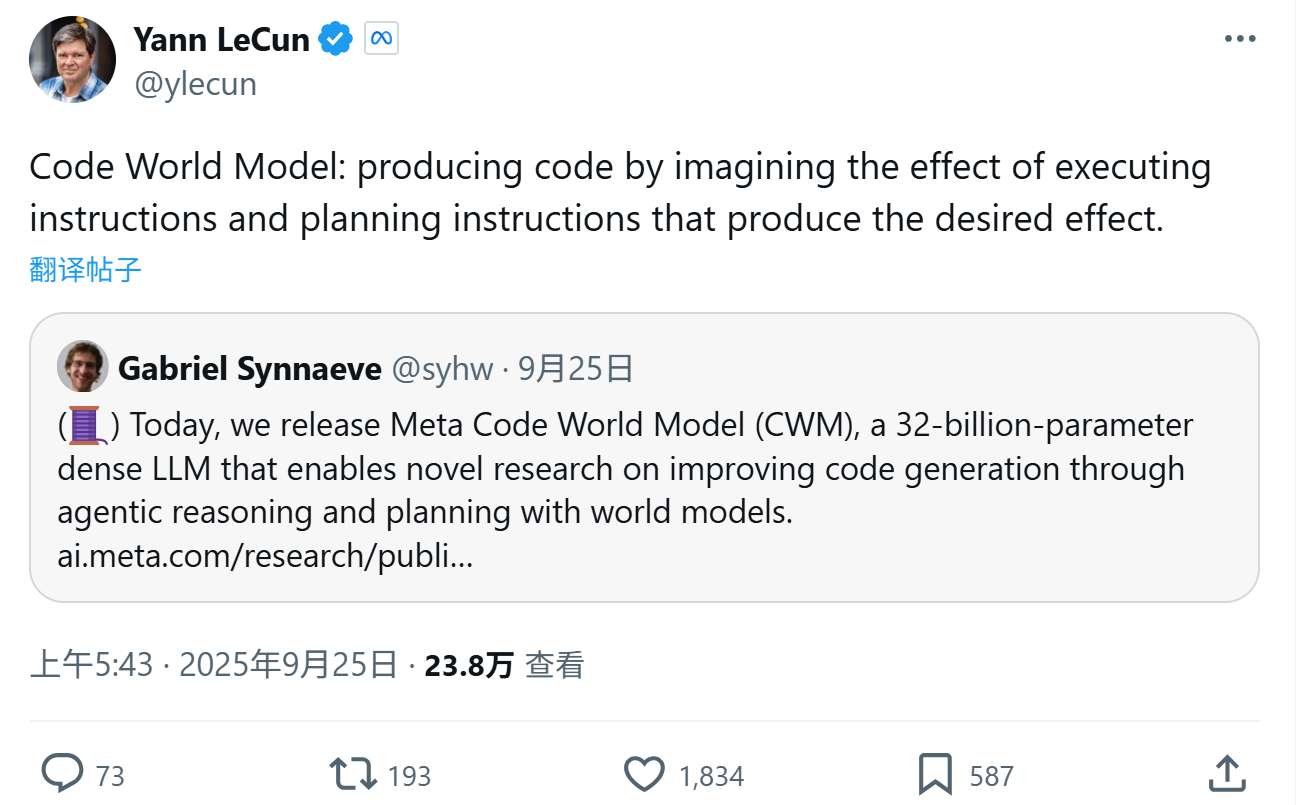 Yann LeCun
@ylecun
Code World Model: producing code by imagining the effect of executing
instructions and planning instructions that produce the desired effect.
翻译帖子
Gabriel Synnaeve @syhw · 9月25日
(🧵) Today, we release Meta Code World Model (CWM), a 32-billion-parameter
dense LLM that enables novel research on improving code generation through
agentic reasoning and planning with world models.
ai.meta.com/research/publi...
上午5:43 · 2025年9月25日 · 23.8万 查看
73 193 1,834 587